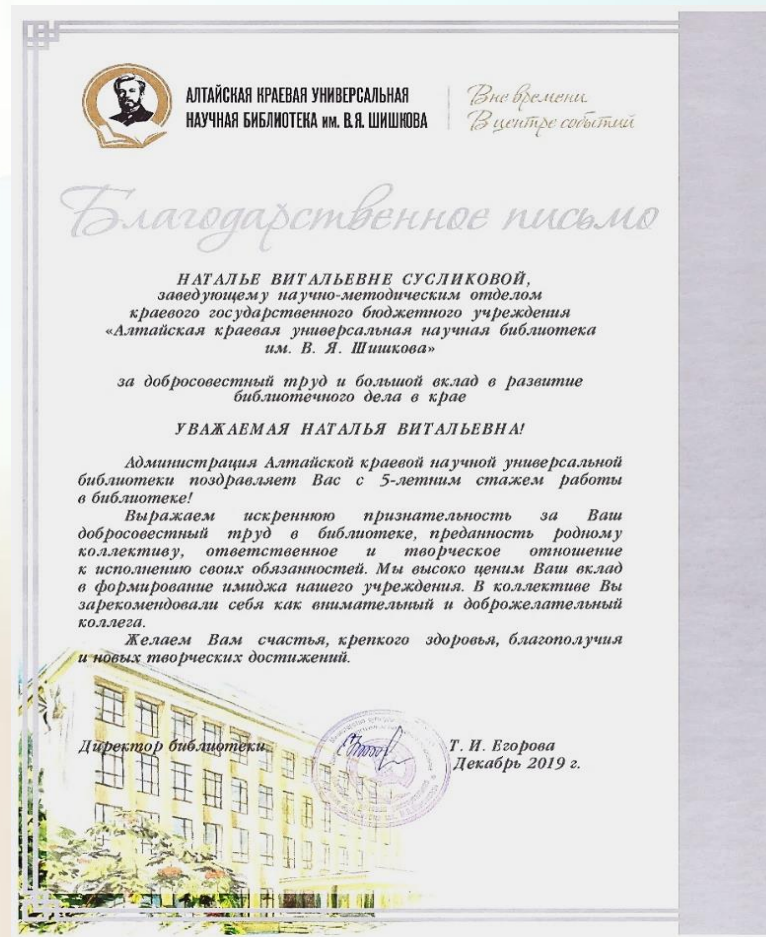 АЛТАЙСКАЯ КРАЕВАЯ УНИВЕРСАЛЬНАЯ
НАУЧНАЯ БИБЛИОТЕКА им. В.Я. ШИШКОВА
Вне времени
В центре событий
Благодарственное письмо
НАТАЛЬЕ ВИТАЛЬЕВНЕ СУСЛИКОВОЙ,
заведующему научно-методическим отделом
краевого государственного бюджетного учреждения
«Алтайская краевая универсальная научная библиотека
им. В. Я. Шишкова»
за добросовестный труд и большой вклад в развитие
библиотечного дела в крае
УВАЖАЕМАЯ НАТАЛЬЯ ВИТАЛЬЕВНА!
Администрация Алтайской краевой научной универсальной
библиотеки поздравляет Вас с 5-летним стажем работы
в библиотеке!
Выражаем искреннюю признательность за Ваш
добросовестный труд в библиотеке, преданность родному
коллективу, ответственное и творческое отношение
к исполнению своих обязанностей. Мы высоко ценим Ваш вклад
в формирование имиджа нашего учреждения. В коллективе Вы
зарекомендовали себя как внимательный и доброжелательный
коллега.
Желаем Вам счастья, крепкого здоровья, благополучия
и новых творческих достижений.
Директор библиотеки
Т. И. Егорова
Декабрь 2019 г.